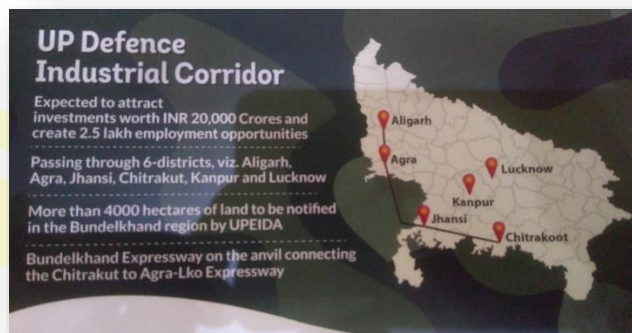 UP Defence
Industrial Corridor
Expected to attract
investments worth INR 20,000 Crores and
create 2.5 lakh employment opportunities
Passing through 6-districts, viz. Aligarh,
Agra, Jhansi, Chitrakut, Kanpur and Lucknow
More than 4000 hectares of land to be notified
in the Bundelkhand region by UPEIDA
Bundelkhand Expressway on the anvil connecting
the Chitrakut to Agra-Lko Expressway
Aligarh
Agra
Lucknow
Kanpur
Jhansi
Chitrakoot